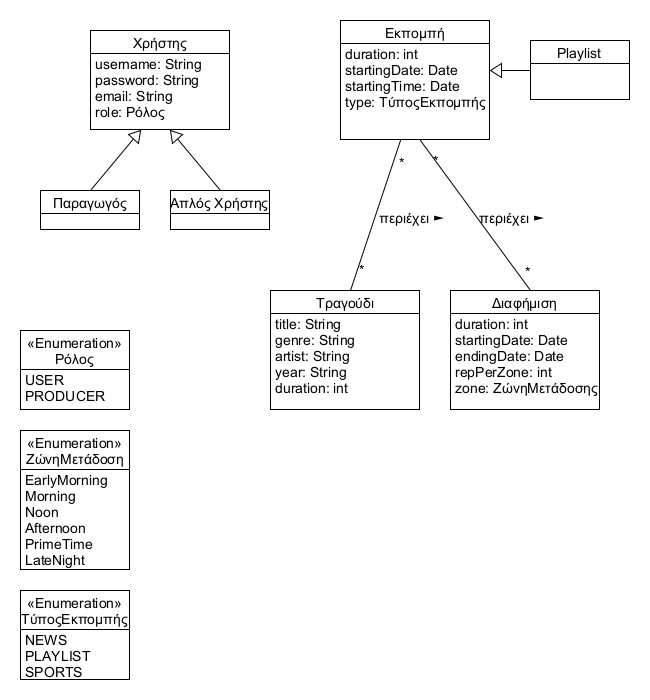 Χρήστης
username: String
password: String
email: String
role: Ρόλος
Εκπομπή
duration: int
startingDate: Date
startingTime: Date
type: ΤύποςΕκπομπής
Playlist
Παραγωγός
Απλός Χρήστης
*
*
περιέχει ►
περιέχει ►
*
*
Τραγούδι
title: String
genre: String
artist: String
year: String
duration: int
Διαφήμιση
duration: int
startingDate: Date
endingDate: Date
repPerZone: int
zone: ΖώνηΜετάδοσης
«Enumeration»
Ρόλος
USER
PRODUCER
«Enumeration»
ΖώνηΜετάδοση
EarlyMorning
Morning
Noon
Afternoon
PrimeTime
LateNight
«Enumeration»
ΤύποςΕκπομπής
NEWS
PLAYLIST
SPORTS